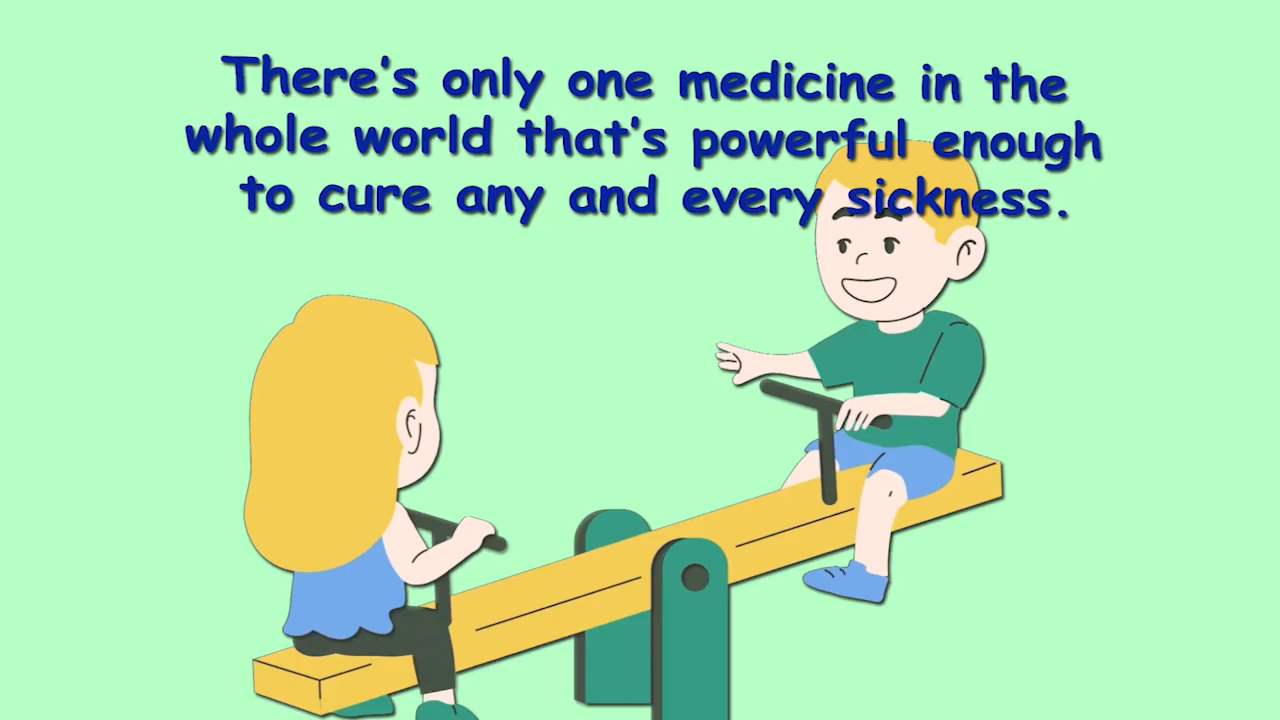 There's only one medicine in the
whole world that's powerful enough
to cure any and every sickness.